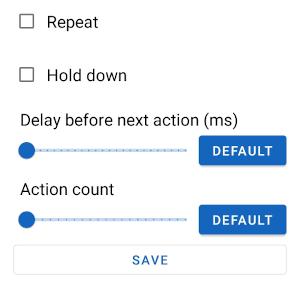 Repeat
Hold down
Delay before next action (ms)
DEFAULT
Action count
DEFAULT
SAVE